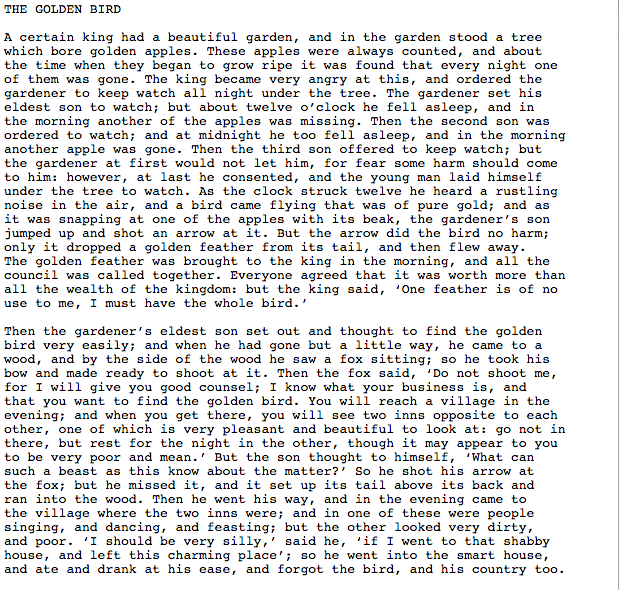 THE GOLDEN BIRD
A certain king had a beautiful garden, and in the garden stood a tree
which bore golden apples. These apples were always counted, and about
the time when they began to grow ripe it was found that every night one
of them was gone. The king became very angry at this, and ordered the
gardener to keep watch all night under the tree. The gardener set his
eldest son to watch; but about twelve o’clock he fell asleep, and in
the morning another of the apples was missing. Then the second son was
ordered to watch; and at midnight he too fell asleep, and in the morning
another apple was gone. Then the third son offered to keep watch; but
the gardener at first would not let him, for fear some harm should come
to him: however, at last he consented, and the young man laid himself
under the tree to watch. As the clock struck twelve he heard a rustling
noise in the air, and a bird came flying that was of pure gold; and as
it was snapping at one of the apples with its beak, the gardener’s son
jumped up and shot an arrow at it. But the arrow did the bird no harm;
only it dropped a golden feather from its tail, and then flew away.
The golden feather was brought to the king in the morning, and all the
council was called together. Everyone agreed that it was worth more than
all the wealth of the kingdom: but the king said, ‘One feather is of no
use to me, I must have the whole bird.’
Then the gardener’s eldest son set out and thought to find the golden
bird very easily; and when he had gone but a little way, he came to a
wood, and by the side of the wood he saw a fox sitting; so he took his
bow and made ready to shoot at it. Then the fox said, ‘Do not shoot me,
for I will give you good counsel; I know what your business is, and
that you want to find the golden bird. You will reach a village in the
evening; and when you get there, you will see two inns opposite to each
other, one of which is very pleasant and beautiful to look at: go not in
there, but rest for the night in the other, though it may appear to you
to be very poor and mean.’ But the son thought to himself, ‘What can
such a beast as this know about the matter?’ So he shot his arrow at
the fox; but he missed it, and it set up its tail above its back and
ran into the wood. Then he went his way, and in the evening came to
the village where the two inns were; and in one of these were people
singing, and dancing, and feasting; but the other looked very dirty,
and poor. ‘I should be very silly,’ said he, ‘if I went to that shabby
house, and left this charming place’; so he went into the smart house,
and ate and drank at his ease, and forgot the bird, and his country too.